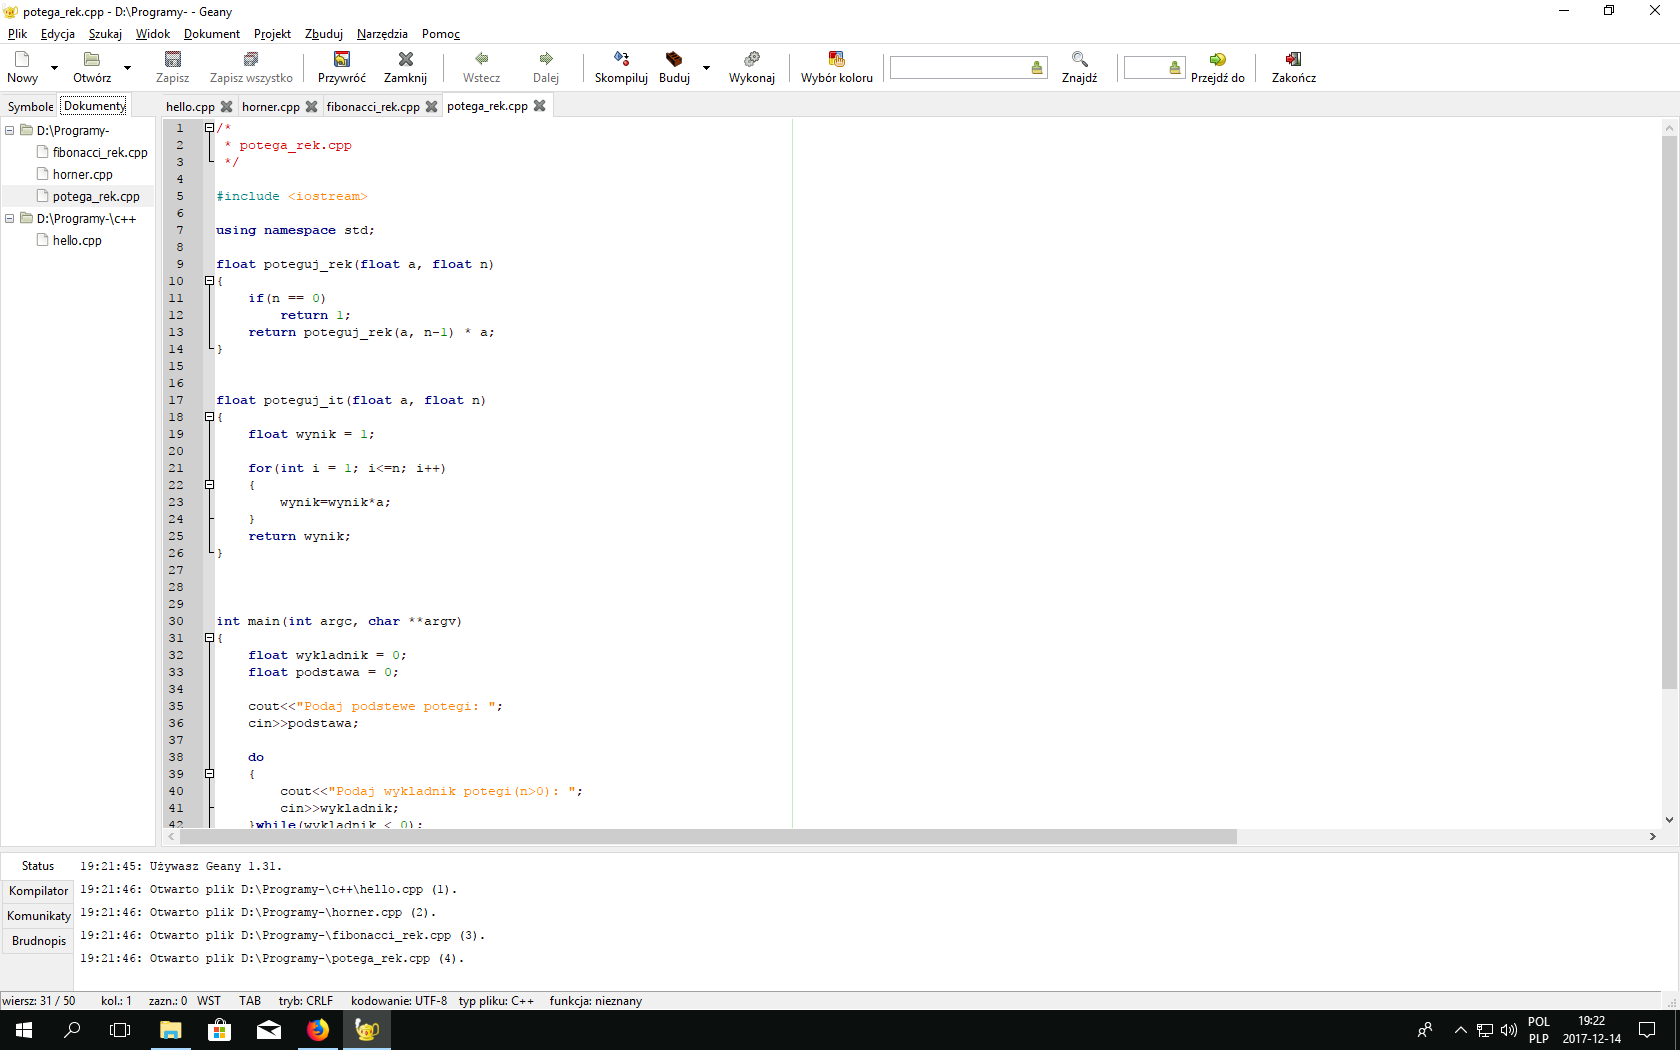 potega_rek.cpp - D:\Programy- - Geany
Plik Edycja Szukaj Widok Dokument Projekt Zbuduj Narzędzia Pomoc
Nowy Otwórz Zapisz Zapisz wszystko Przywróć Zamknij Wstecz Dalej Skompiluj Buduj Wykonaj Wybór koloru Znajdź Przejdź do Zakończ
Symbole Dokumenty hello.cpp horner.cpp fibonacci_rek.cpp potega_rek.cpp
D:\Programy-
fibonacci_rek.cpp
horner.cpp
potega_rek.cpp
D:\Programy-\c++
hello.cpp
1 /*
2 * potega_rek.cpp
3 */
4
5 #include <iostream>
6
7 using namespace std;
8
9 float poteguj_rek(float a, float n)
10 {
11 if(n == 0)
12 return 1;
13 return poteguj_rek(a, n-1) * a;
14 }
15
16
17 float poteguj_it(float a, float n)
18 {
19 float wynik = 1;
20
21 for(int i = 1; i<=n; i++)
22 {
23 wynik=wynik*a;
24 }
25 return wynik;
26 }
27
28
29
30 int main(int argc, char **argv)
31 {
32 float wykladnik = 0;
33 float podstawa = 0;
34
35 cout<<"Podaj podstewe potegi: ";
36 cin>>podstawa;
37
38 do
39 {
40 cout<<"Podaj wykladnik potegi(n>0): ";
41 cin>>wykladnik;
42 }while(wykladnik < 0);
Status
Kompilator
Komunikaty
Brudnopis
19:21:45: Używasz Geany 1.31.
19:21:46: Otwarto plik D:\Programy-\c++\hello.cpp (1).
19:21:46: Otwarto plik D:\Programy-\horner.cpp (2).
19:21:46: Otwarto plik D:\Programy-\fibonacci_rek.cpp (3).
19:21:46: Otwarto plik D:\Programy-\potega_rek.cpp (4).
wiersz: 31 / 50 kol.: 1 zazn.: 0 WST TAB tryb: CRLF kodowanie: UTF-8 typ pliku: C++ funkcja: nieznany
POL
PLP
19:22
2017-12-14